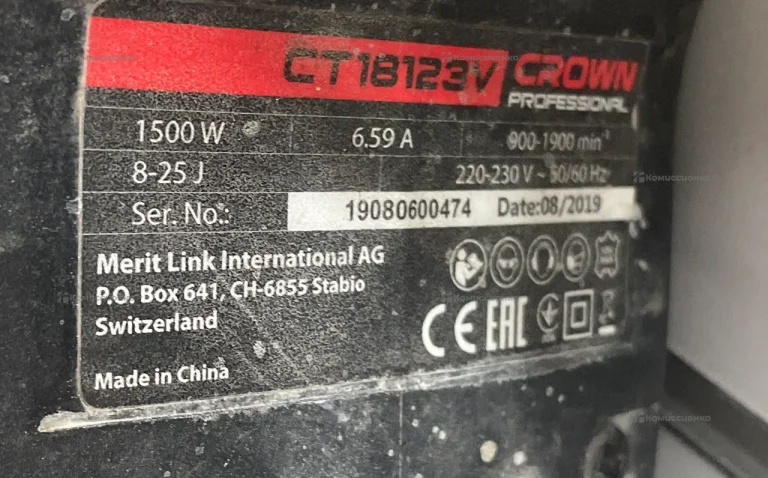 CT18123V CROWN
PROFESSIONAL
1500 W 6.59 A 900-1900 min⁻¹
8-25 J 220-230 V ~ 50/60 Hz
Ser. No.: 19080600474 Date:08/2019
Merit Link International AG
P.O. Box 641, CH-6855 Stabio
Switzerland
CE EAC
Made in China
Комиссионка
Комиссионка